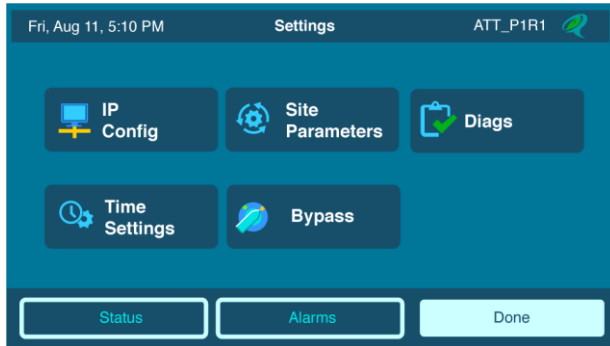 Fri, Aug 11, 5:10 PM
Settings
ATT_P1R1
IP
Config
Site
Parameters
Diags
Time
Settings
Bypass
Status
Alarms
Done